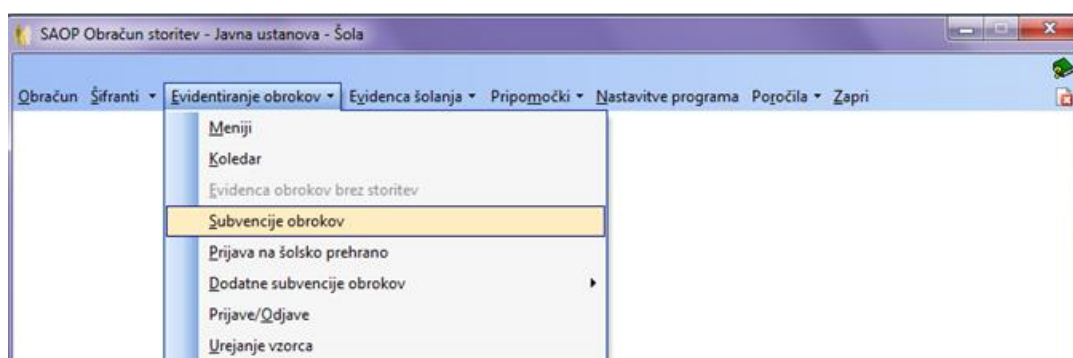 SAOP Obračun storitev - Javna ustanova - Šola
Obračun Šifranti Evidentiranje obrokov Evidenca šolanja Pripomočki Nastavitve programa Poročila Zapri
Meniji
Koledar
Evidenca obrokov brez storitev
Subvencije obrokov
Prijava na šolsko prehrano
Dodatne subvencije obrokov
Prijave/Odjave
Urejanje vzorca